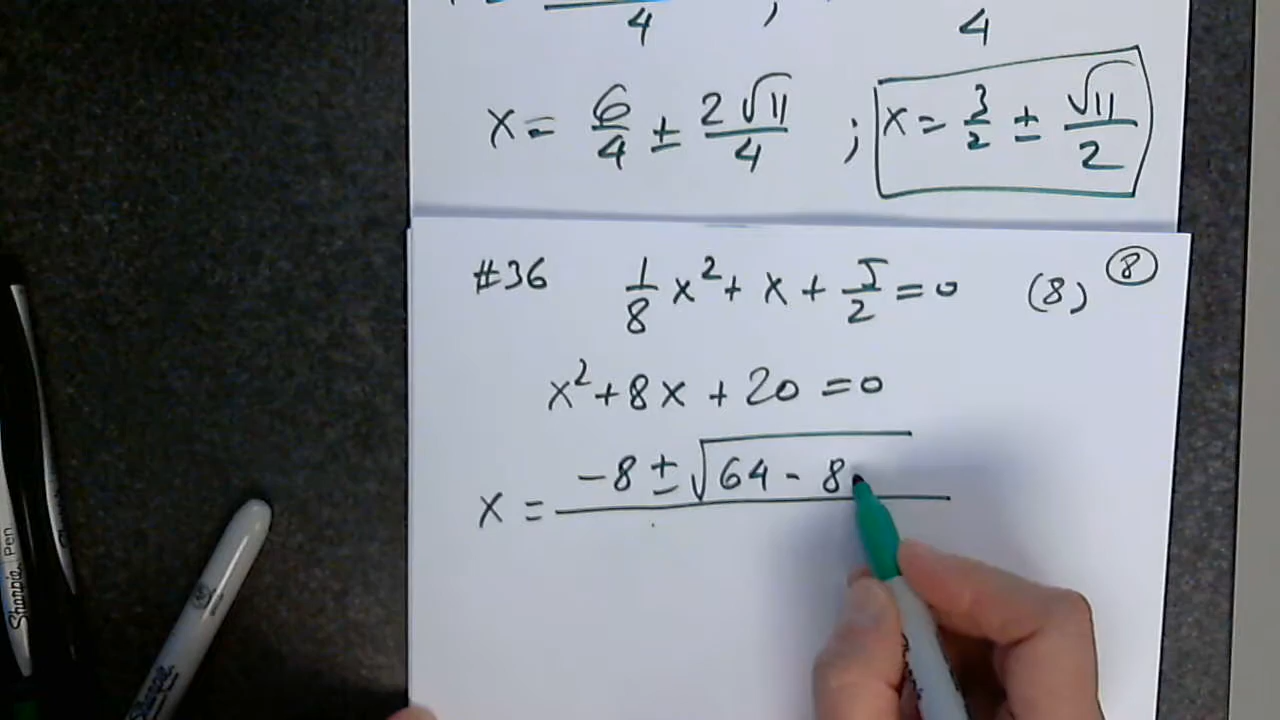 4 ; 4
x = 6/4 ± 2√11/4 ; x = 3/2 ± √11/2
#36 1/8 x² + x + 5/2 = 0 (8) ⑧
x² + 8x + 20 = 0
x = -8 ± √64 - 8
Sharpie Pen
Sharpie